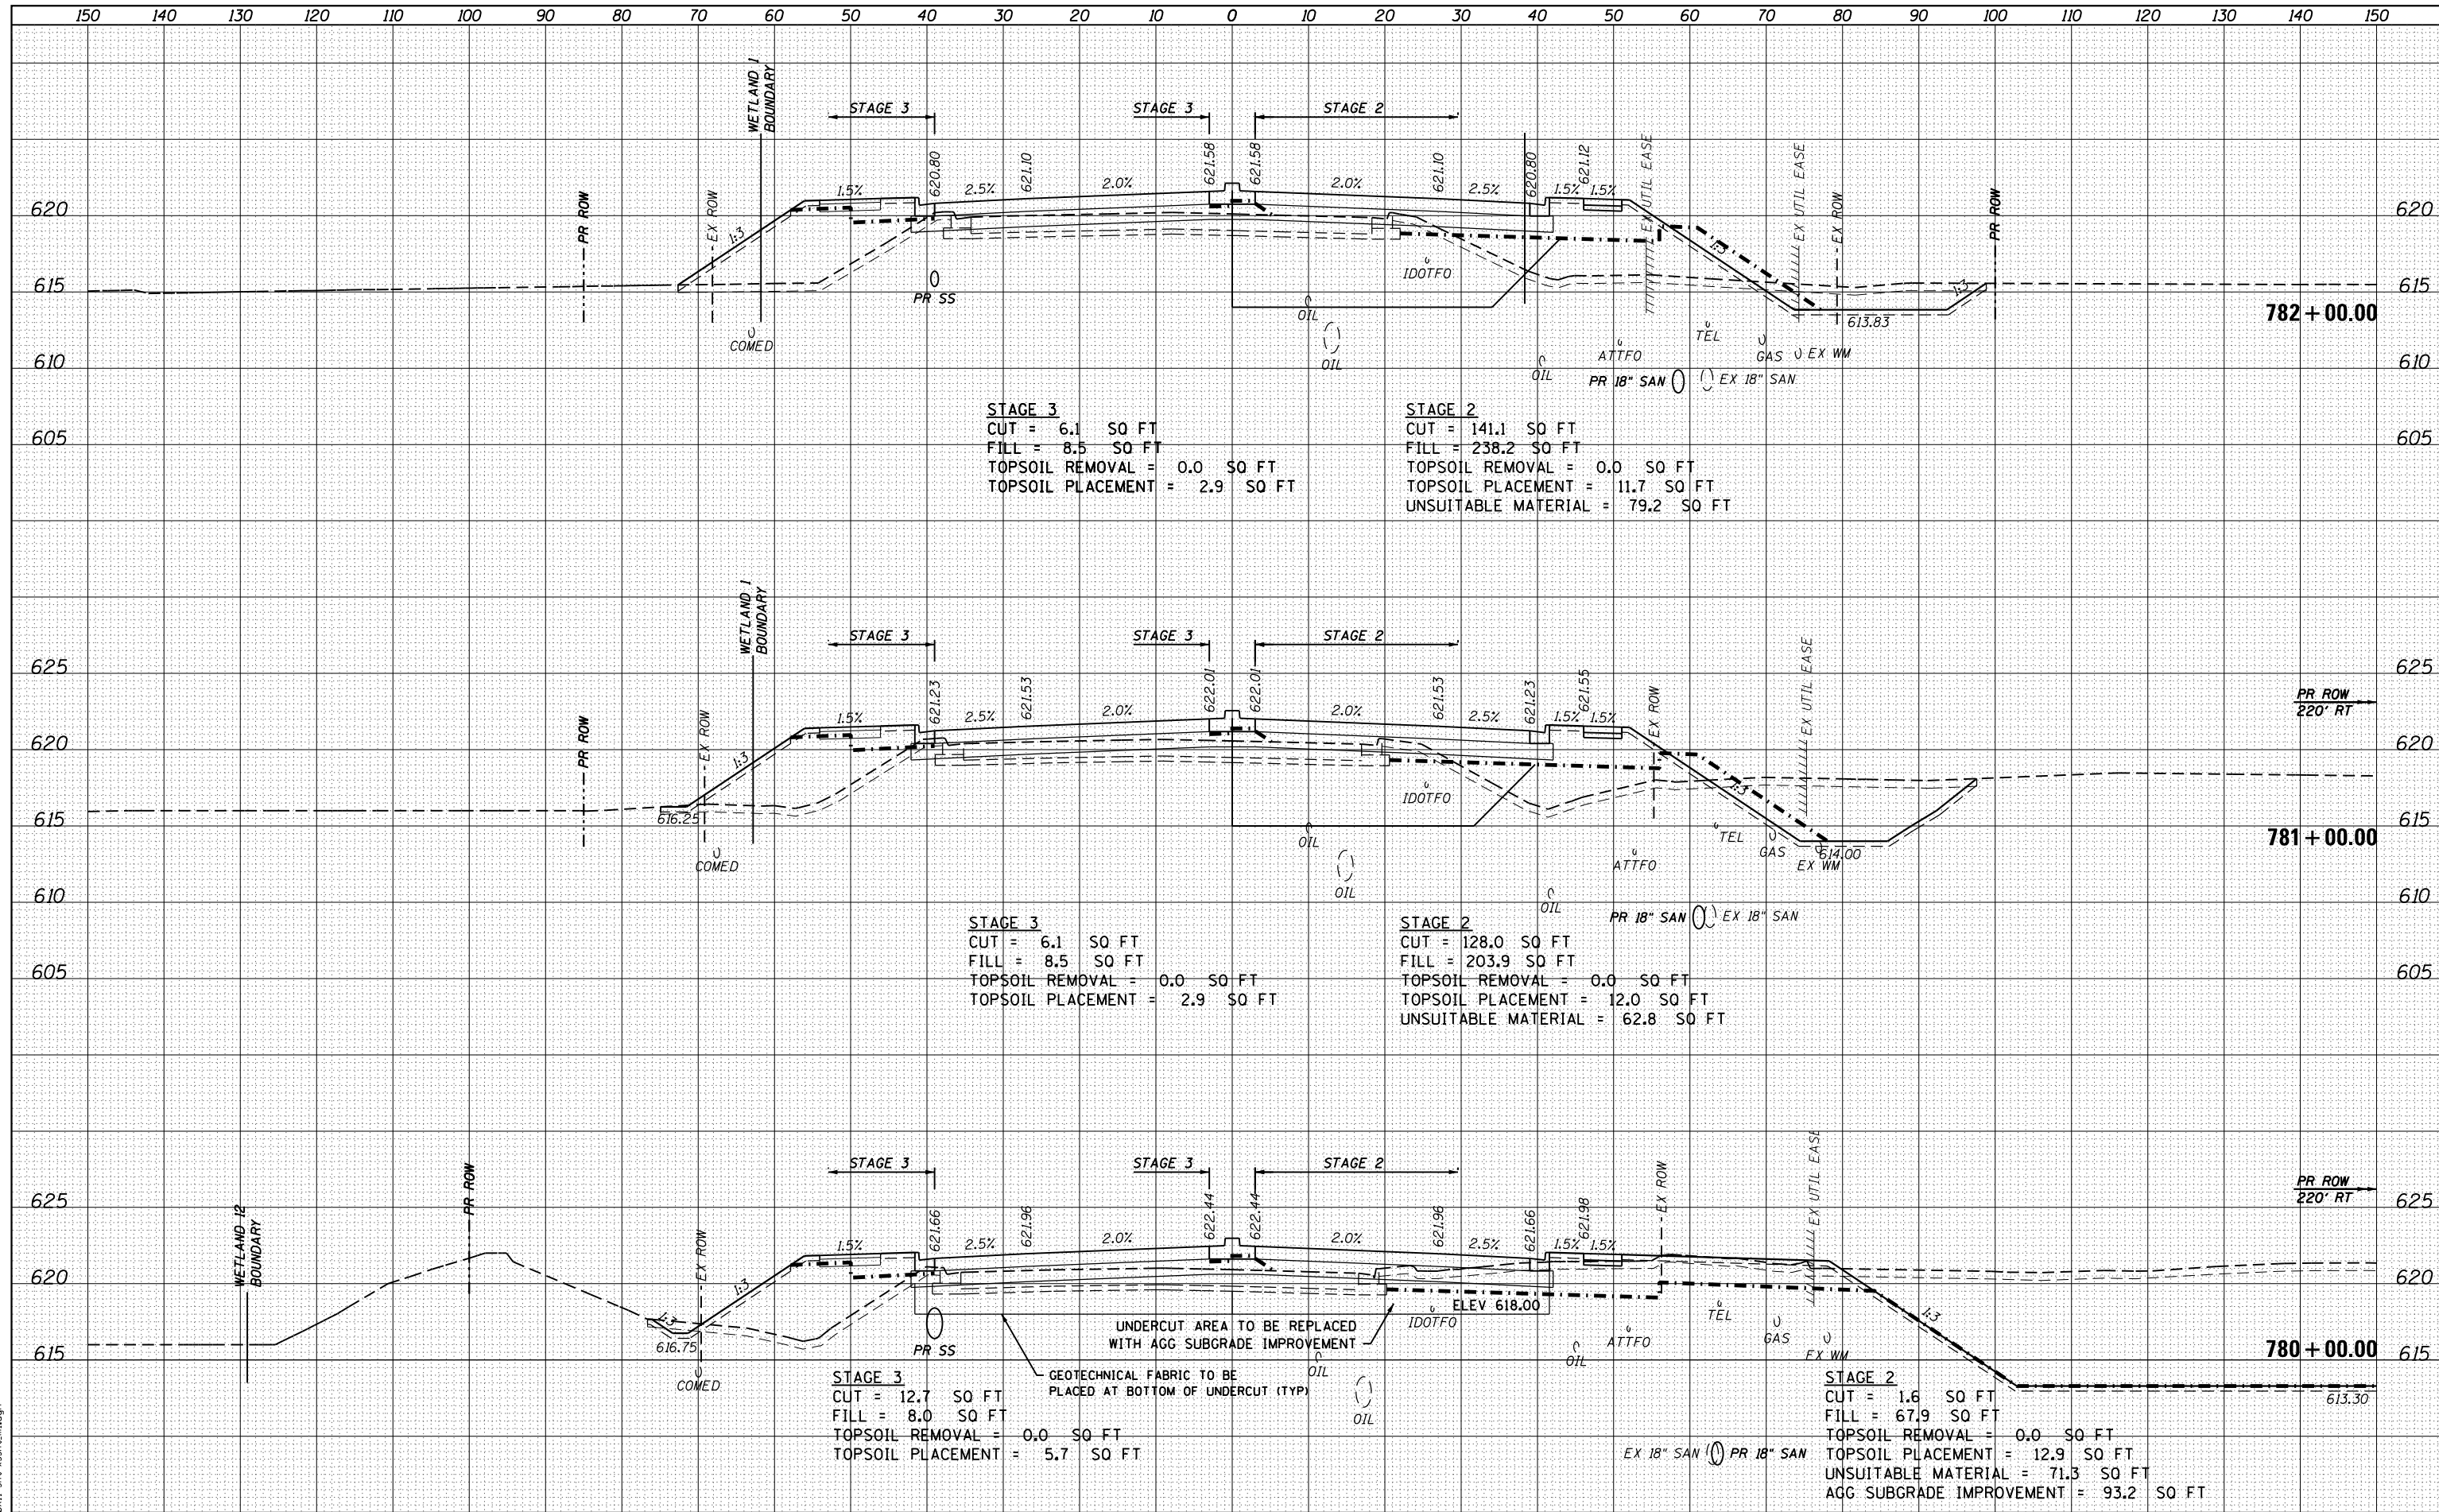 150 140 130 120 110 100 90 80 70 60 50 40 30 20 10 0 10 20 30 40 50 60 70 80 90 100 110 120 130 140 150
WETLAND 1
BOUNDARY
STAGE 3
STAGE 3
STAGE 2
PR ROW
EX ROW
1:3
1.5%
620.80
2.5%
621.10
2.0%
621.58
621.58
2.0%
621.10
2.5%
620.80
621.12
1.5%
1.5%
EX UTIL EASE
1:3
EX UTIL EASE
EX ROW
1:3
PR ROW
620
620
615
615
610
610
605
605
782+00.00
PR SS
COMED
OIL
OIL
IDOTFO
OIL
ATTFO
TEL
GAS
EX WM
613.83
PR 18" SAN
EX 18" SAN
STAGE 3
CUT = 6.1 SQ FT
FILL = 8.5 SQ FT
TOPSOIL REMOVAL = 0.0 SQ FT
TOPSOIL PLACEMENT = 2.9 SQ FT
STAGE 2
CUT = 141.1 SQ FT
FILL = 238.2 SQ FT
TOPSOIL REMOVAL = 0.0 SQ FT
TOPSOIL PLACEMENT = 11.7 SQ FT
UNSUITABLE MATERIAL = 79.2 SQ FT
WETLAND 1
BOUNDARY
STAGE 3
STAGE 3
STAGE 2
PR ROW
EX ROW
1:3
1.5%
621.23
2.5%
621.53
2.0%
622.01
622.01
2.0%
621.53
2.5%
621.23
621.55
1.5%
1.5%
EX ROW
1:3
EX UTIL EASE
PR ROW
220' RT
625
625
620
620
615
615
610
610
605
605
781+00.00
616.25
COMED
OIL
OIL
IDOTFO
OIL
ATTFO
TEL
GAS
EX WM
614.00
PR 18" SAN
EX 18" SAN
STAGE 3
CUT = 6.1 SQ FT
FILL = 8.5 SQ FT
TOPSOIL REMOVAL = 0.0 SQ FT
TOPSOIL PLACEMENT = 2.9 SQ FT
STAGE 2
CUT = 128.0 SQ FT
FILL = 203.9 SQ FT
TOPSOIL REMOVAL = 0.0 SQ FT
TOPSOIL PLACEMENT = 12.0 SQ FT
UNSUITABLE MATERIAL = 62.8 SQ FT
WETLAND 12
BOUNDARY
PR ROW
STAGE 3
STAGE 3
STAGE 2
EX ROW
1:3
1:3
1.5%
621.66
2.5%
621.96
2.0%
622.44
622.44
2.0%
621.96
2.5%
621.66
621.98
1.5%
1.5%
EX ROW
EX UTIL EASE
1:3
PR ROW
220' RT
625
625
620
620
615
615
780+00.00
616.75
COMED
PR SS
ELEV 618.00
UNDERCUT AREA TO BE REPLACED
WITH AGG SUBGRADE IMPROVEMENT
GEOTECHNICAL FABRIC TO BE
PLACED AT BOTTOM OF UNDERCUT (TYP)
OIL
OIL
IDOTFO
OIL
ATTFO
TEL
GAS
EX WM
613.30
EX 18" SAN
PR 18" SAN
STAGE 3
CUT = 12.7 SQ FT
FILL = 8.0 SQ FT
TOPSOIL REMOVAL = 0.0 SQ FT
TOPSOIL PLACEMENT = 5.7 SQ FT
STAGE 2
CUT = 1.6 SQ FT
FILL = 67.9 SQ FT
TOPSOIL REMOVAL = 0.0 SQ FT
TOPSOIL PLACEMENT = 12.9 SQ FT
UNSUITABLE MATERIAL = 71.3 SQ FT
AGG SUBGRADE IMPROVEMENT = 93.2 SQ FT